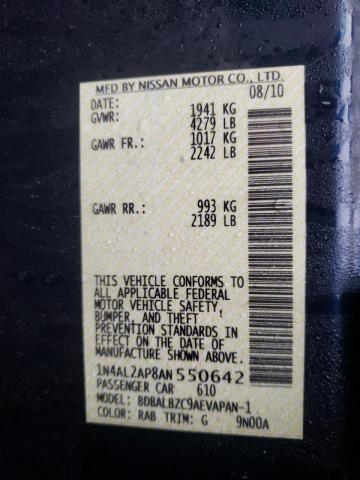 MFD BY NISSAN MOTOR CO., LTD.
DATE: 08/10
GVWR: 1941 KG
4279 LB
GAWR FR.: 1017 KG
2242 LB
GAWR RR.: 993 KG
2189 LB
THIS VEHICLE CONFORMS TO
ALL APPLICABLE FEDERAL
MOTOR VEHICLE SAFETY,
BUMPER, AND THEFT
PREVENTION STANDARDS IN
EFFECT ON THE DATE OF
MANUFACTURE SHOWN ABOVE.
1N4AL2AP8AN550642
PASSENGER CAR 610
MODEL: BDBALBZC9AEVAPAN-1
COLOR: RAB TRIM: G 9N00A